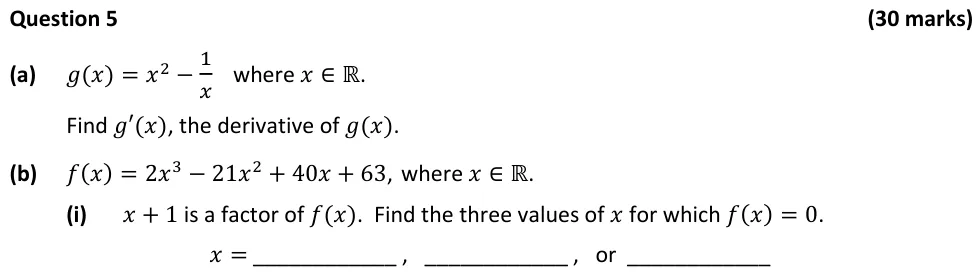 Question 5 (30 marks)
(a) g(x) = x² − 1/x where x ∈ ℝ.
Find g′(x), the derivative of g(x).
(b) f(x) = 2x³ − 21x² + 40x + 63, where x ∈ ℝ.
(i) x + 1 is a factor of f(x). Find the three values of x for which f(x) = 0.
x = ____________ , ____________ , or ____________